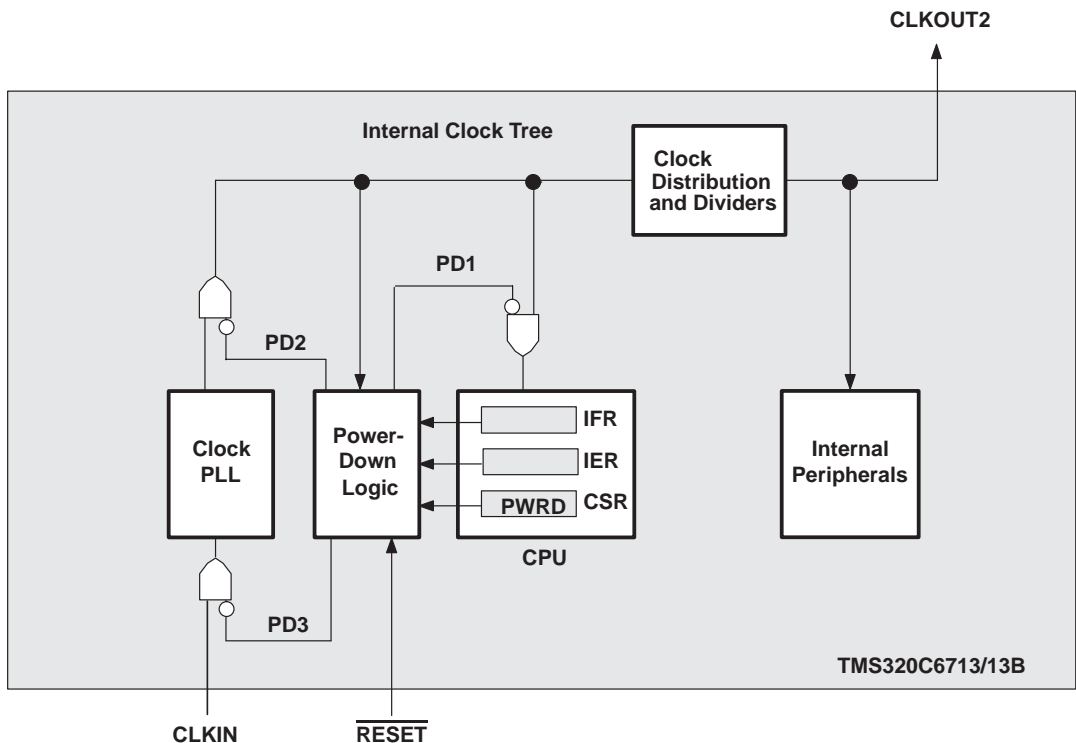 CLKOUT2
Internal Clock Tree
Clock
Distribution
and Dividers
PD1
PD2
Clock
PLL
Power-
Down
Logic
IFR
IER
PWRD CSR
CPU
Internal
Peripherals
PD3
TMS320C6713/13B
CLKIN
RESET